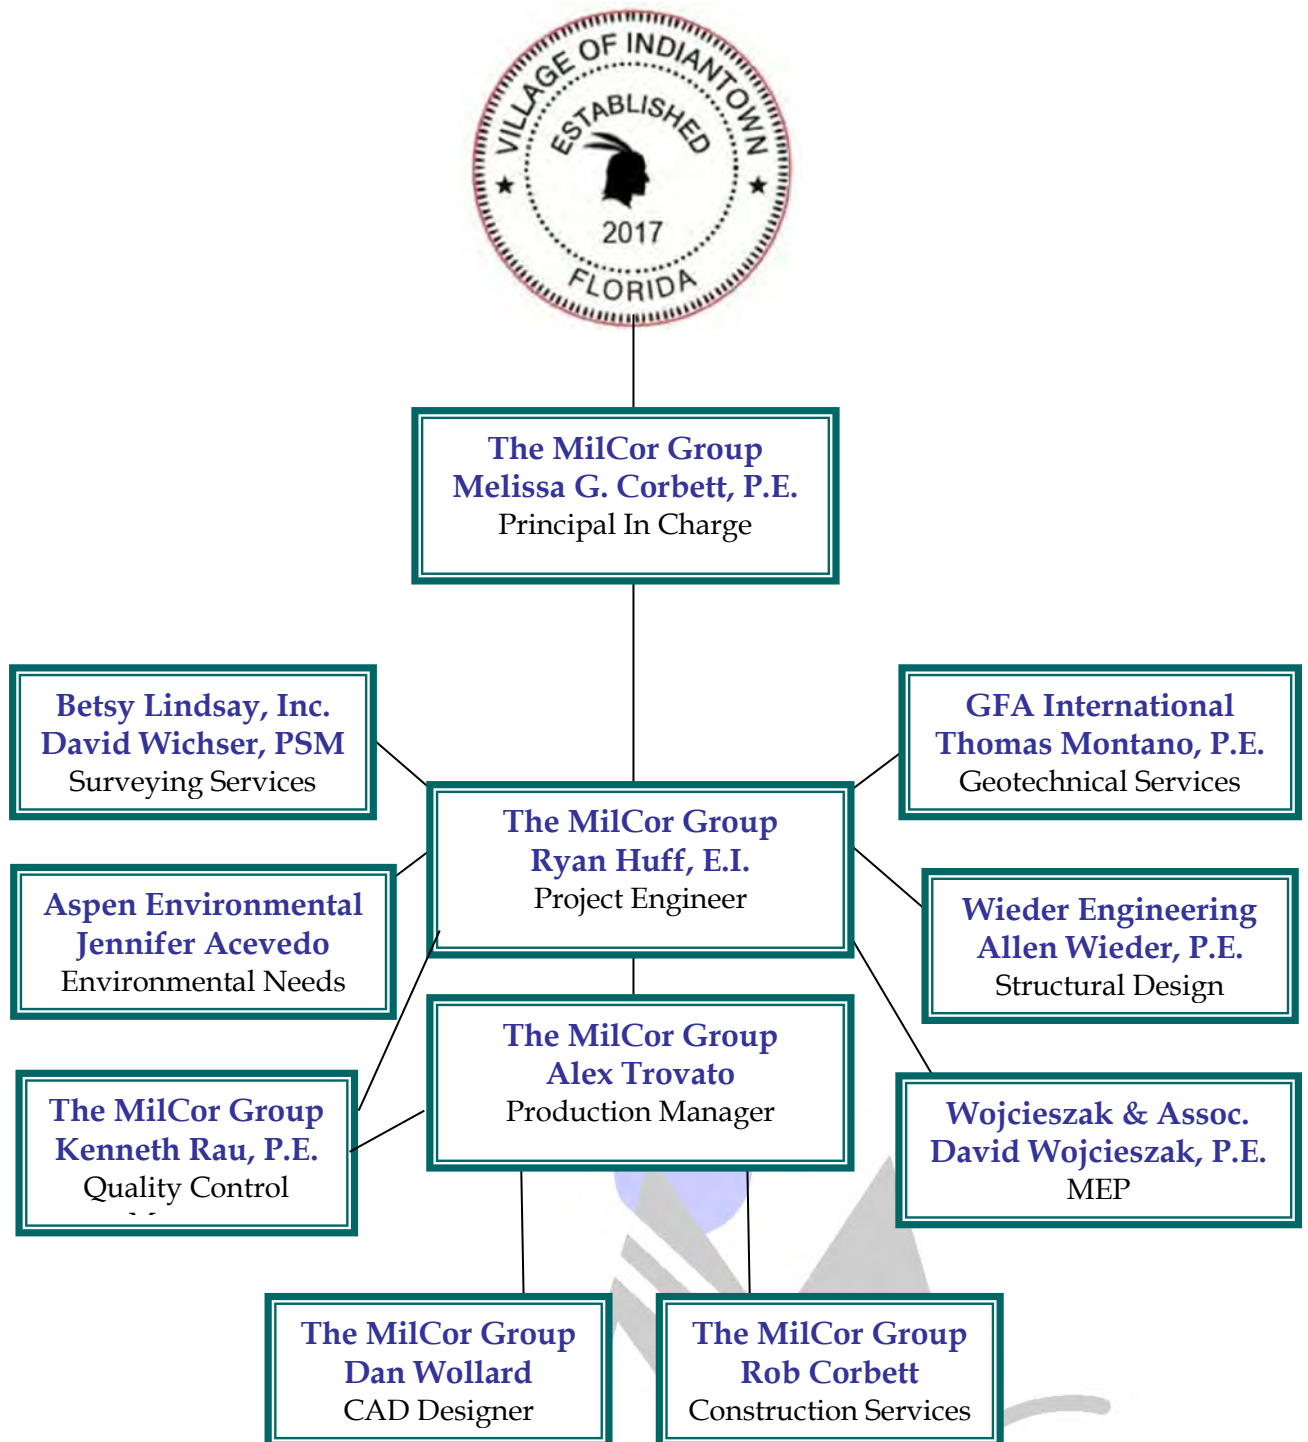 VILLAGE OF INDIANTOWN
ESTABLISHED
2017
FLORIDA
The MilCor Group
Melissa G. Corbett, P.E.
Principal In Charge
Betsy Lindsay, Inc.
David Wichser, PSM
Surveying Services
GFA International
Thomas Montano, P.E.
Geotechnical Services
The MilCor Group
Ryan Huff, E.I.
Project Engineer
Aspen Environmental
Jennifer Acevedo
Environmental Needs
Wieder Engineering
Allen Wieder, P.E.
Structural Design
The MilCor Group
Alex Trovato
Production Manager
The MilCor Group
Kenneth Rau, P.E.
Quality Control
Wojcieszak & Assoc.
David Wojcieszak, P.E.
MEP
The MilCor Group
Dan Wollard
CAD Designer
The MilCor Group
Rob Corbett
Construction Services